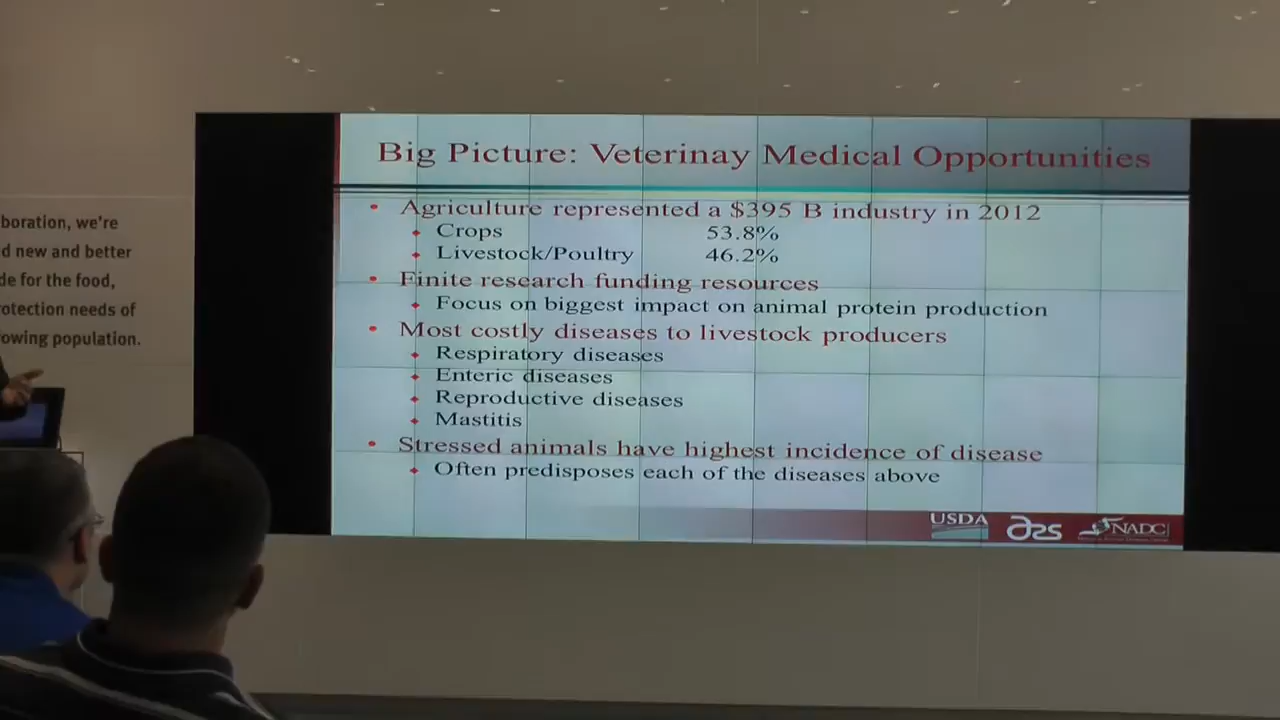 boration, we're
d new and better
de for the food,
otection needs of
owing population.
Big Picture: Veterinay Medical Opportunities
• Agriculture represented a $395 B industry in 2012
Crops 53.8%
Livestock/Poultry 46.2%
• Finite research funding resources
Focus on biggest impact on animal protein production
• Most costly diseases to livestock producers
Respiratory diseases
Enteric diseases
Reproductive diseases
Mastitis
• Stressed animals have highest incidence of disease
Often predisposes each of the diseases above
USDA ars NADC